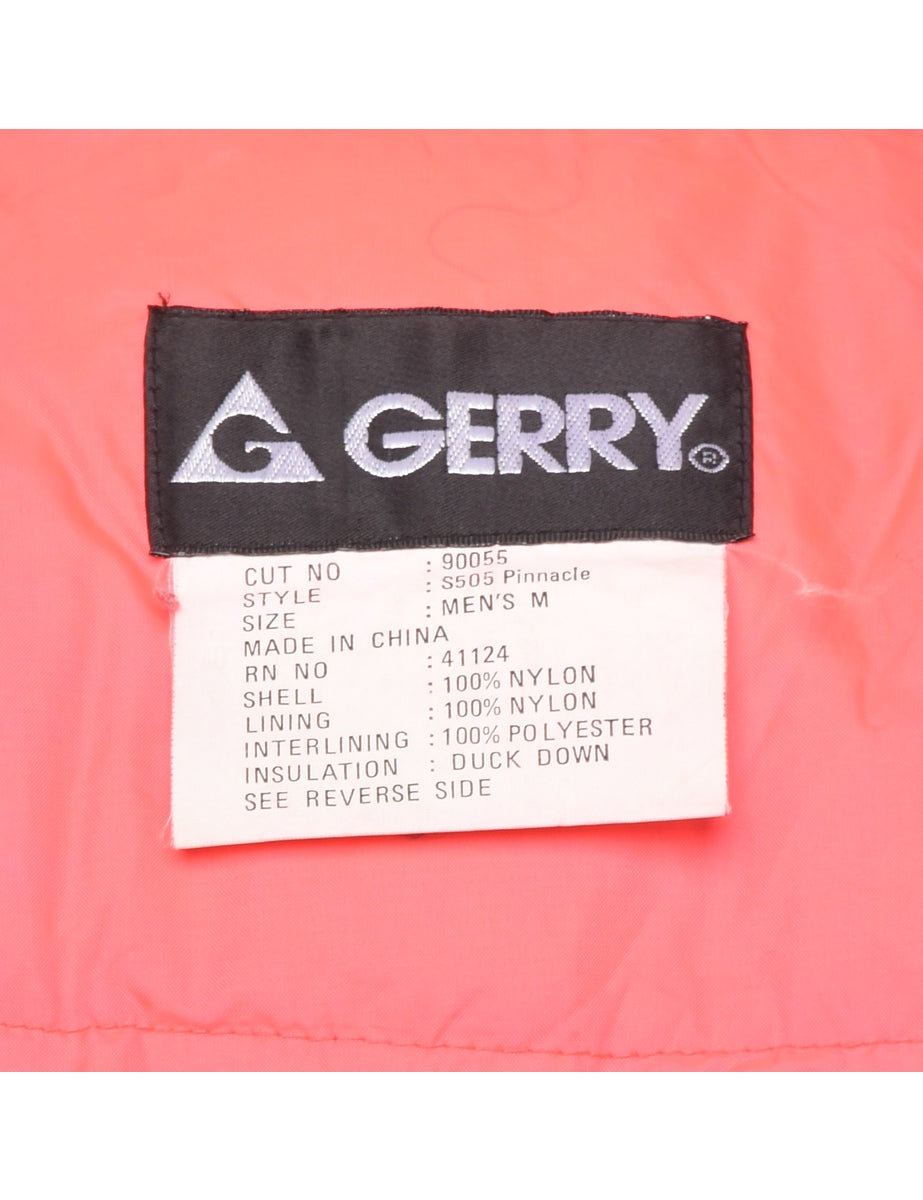 G GERRY®
CUT NO : 90055
STYLE : S505 Pinnacle
SIZE : MEN'S M
MADE IN CHINA
RN NO : 41124
SHELL : 100% NYLON
LINING : 100% NYLON
INTERLINING : 100% POLYESTER
INSULATION : DUCK DOWN
SEE REVERSE SIDE